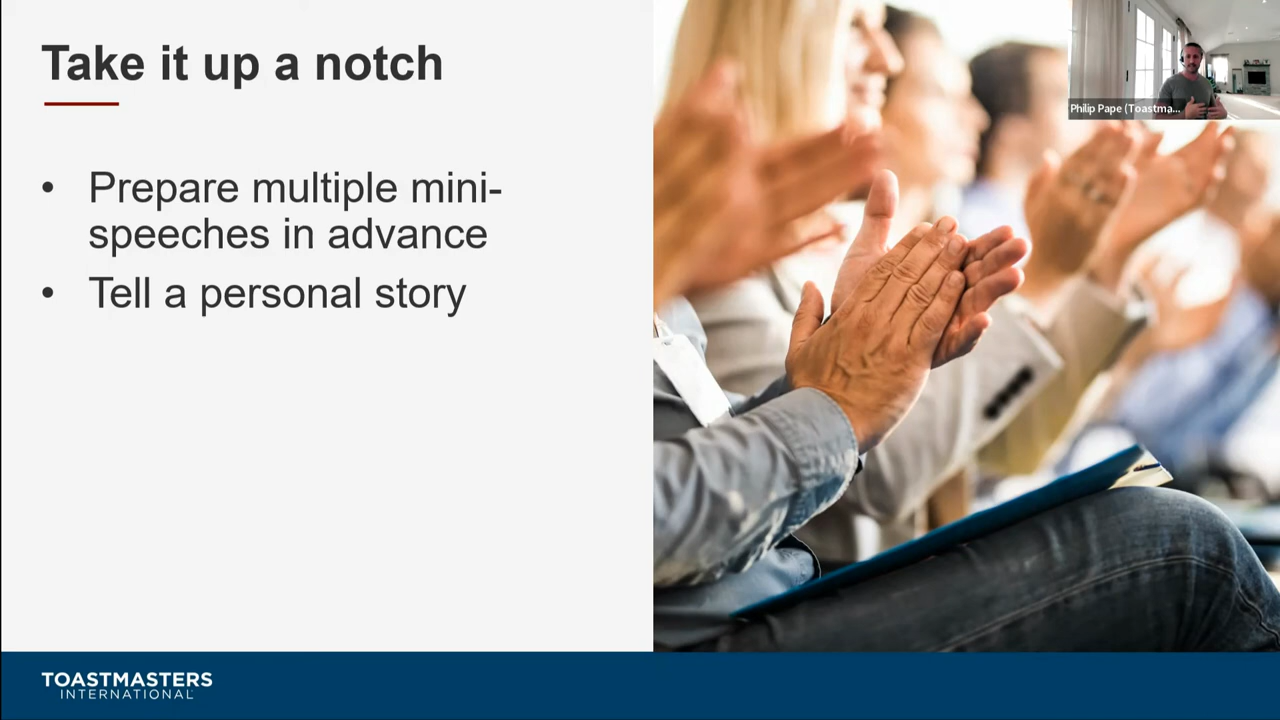 Take it up a notch
• Prepare multiple mini-
speeches in advance
• Tell a personal story
Philip Pape (Toastma...
TOASTMASTERS
INTERNATIONAL